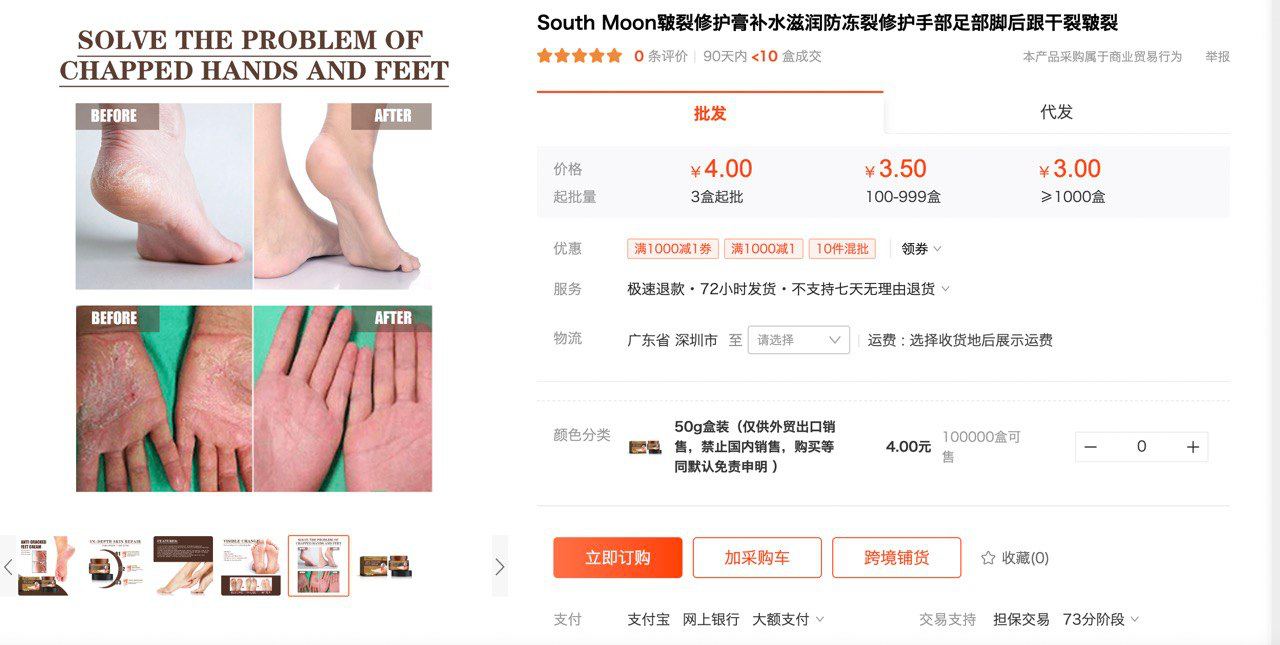 SOLVE THE PROBLEM OF
CHAPPED HANDS AND FEET
BEFORE
AFTER
BEFORE
AFTER
South Moon皲裂修护膏补水滋润防冻裂修护手部足部脚后跟干裂皲裂
0 条评价 90天内 <10 盒成交
本产品采购属于商业贸易行为 举报
批发
代发
价格 ¥4.00 ¥3.50 ¥3.00
起批量 3盒起批 100-999盒 ≥1000盒
优惠 满1000减1券 满1000减1 10件混批 领券
服务 极速退款・72小时发货・不支持七天无理由退货
物流 广东省 深圳市 至 请选择 运费：选择收货地后展示运费
颜色分类
50g盒装（仅供外贸出口销
售，禁止国内销售，购买等
同默认免责申明 ）
4.00元
100000盒可
售
0
立即订购 加采购车 跨境铺货 收藏(0)
支付 支付宝 网上银行 大额支付 交易支持 担保交易 73分阶段
ANTI-CRACKED
FEET CREAM
IN-DEPTH SKIN REPAIR
FEATURES
VISIBLE CHANGE
SOLVE THE PROBLEM OF
CHAPPED HANDS AND FEET